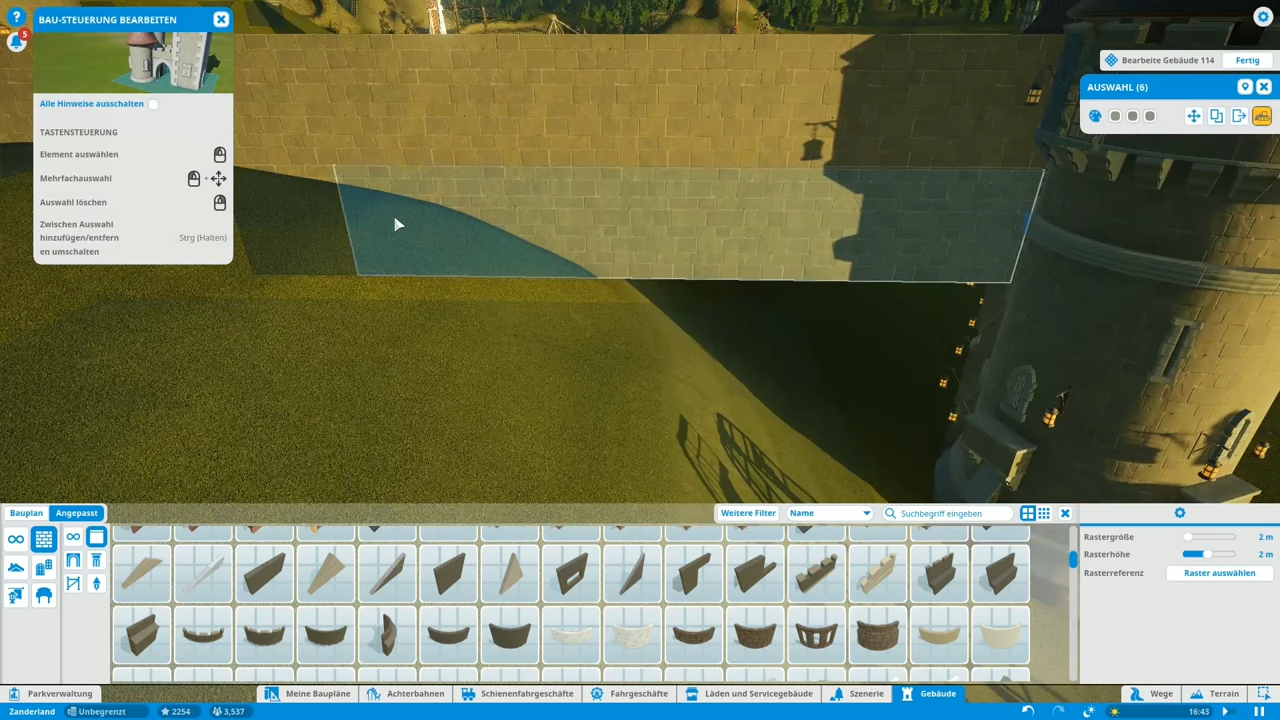 ?
5
BAU-STEUERUNG BEARBEITEN
Alle Hinweise ausschalten
TASTENSTEUERUNG
Element auswählen
Mehrfachauswahl
+
Auswahl löschen
Zwischen Auswahl
hinzufügen/entfern
en umschalten
Strg (Halten)
Bearbeite Gebäude 114
Fertig
AUSWAHL (6)
Bauplan
Angepasst
Weitere Filter
Name
Suchbegriff eingeben
Rastergröße
2 m
Rasterhöhe
2 m
Rasterreferenz
Raster auswählen
Parkverwaltung
Meine Baupläne
Achterbahnen
Schienenfahrgeschäfte
Fahrgeschäfte
Läden und Servicegebäude
Szenerie
Gebäude
Wege
Terrain
Zanderland
Unbegrenzt
2254
3,537
16:43